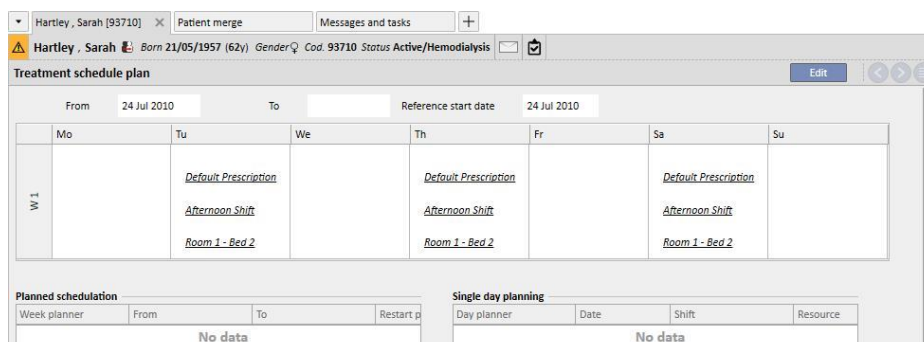 Hartley , Sarah [93710] Patient merge Messages and tasks
Hartley , Sarah Born 21/05/1957 (62y) Gender♀ Cod. 93710 Status Active/Hemodialysis
Treatment schedule plan Edit
From 24 Jul 2010 To Reference start date 24 Jul 2010
Mo Tu We Th Fr Sa Su
W 1
Default Prescription Default Prescription Default Prescription
Afternoon Shift Afternoon Shift Afternoon Shift
Room 1 - Bed 2 Room 1 - Bed 2 Room 1 - Bed 2
Planned schedulation Single day planning
Week planner From To Restart p Day planner Date Shift Resource
No data No data